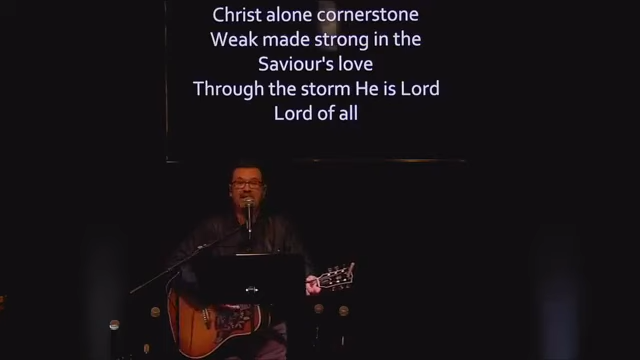 Christ alone cornerstone
Weak made strong in the
Saviour's love
Through the storm He is Lord
Lord of all